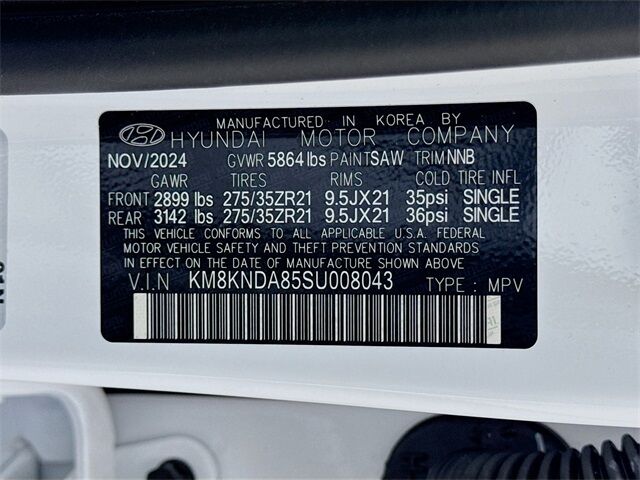 MANUFACTURED IN KOREA BY
HYUNDAI MOTOR COMPANY
NOV/2024 GVWR 5864 lbs PAINT SAW TRIM NNB
GAWR TIRES RIMS COLD TIRE INFL
FRONT 2899 lbs 275/35ZR21 9.5JX21 35psi SINGLE
REAR 3142 lbs 275/35ZR21 9.5JX21 36psi SINGLE
THIS VEHICLE CONFORMS TO ALL APPLICABLE U.S.A. FEDERAL
MOTOR VEHICLE SAFETY AND THEFT PREVENTION STANDARDS
IN EFFECT ON THE DATE OF MANUFACTURE SHOWN ABOVE
V.I.N KM8KNDA85SU008043 TYPE : MPV